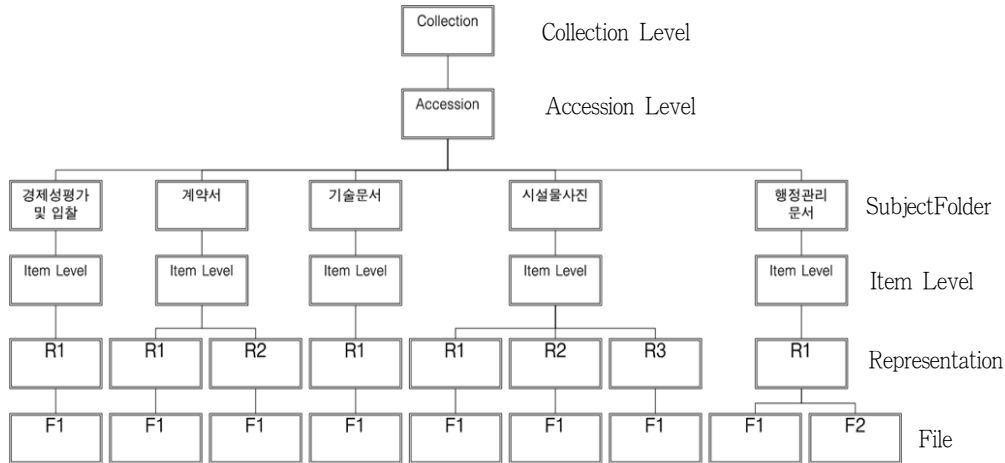 Collection
Collection Level
Accession
Accession Level
경제성평가
및 입찰
계약서
기술문서
시설물사진
행정관리
문서
SubjectFolder
Item Level
Item Level
Item Level
Item Level
Item Level
Item Level
R1
R1
R2
R1
R1
R2
R3
R1
Representation
F1
F1
F1
F1
F1
F1
F1
F1
F2
File